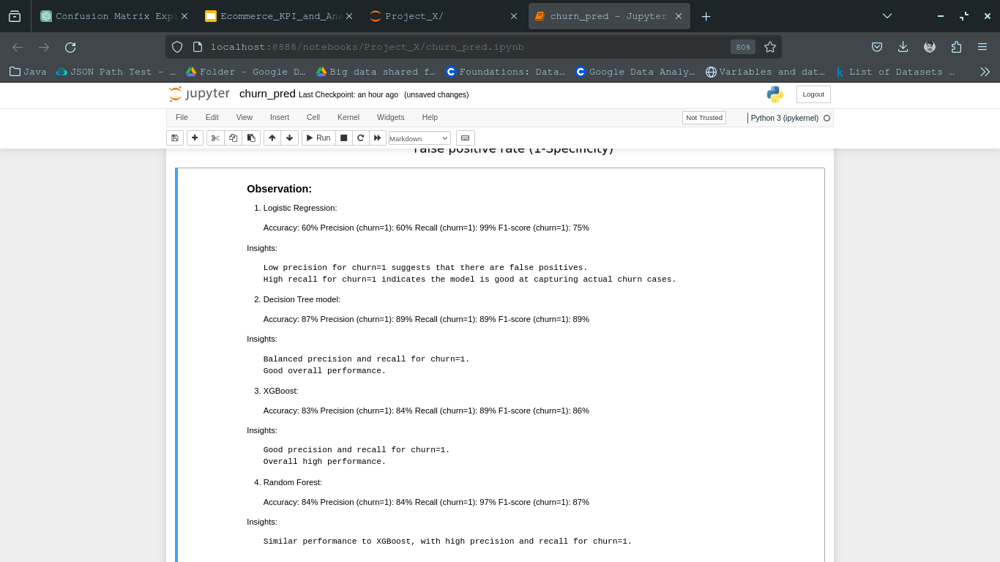 Confusion Matrix Expl
Ecommerce_KPI_and_Ana
Project_X/
churn_pred - Jupyter
localhost:8888/notebooks/Project_X/churn_pred.ipynb
80%
Java
JSON Path Test - …
Folder - Google D…
Big data shared f…
Foundations: Data…
Google Data Analy…
Variables and dat…
List of Datasets …
jupyter churn_pred Last Checkpoint: an hour ago (unsaved changes)
Logout
File Edit View Insert Cell Kernel Widgets Help
Not Trusted
Python 3 (ipykernel)
Run
Markdown
False positive rate (1-Specificity)
Observation:
1. Logistic Regression:
Accuracy: 60% Precision (churn=1): 60% Recall (churn=1): 99% F1-score (churn=1): 75%
Insights:
Low precision for churn=1 suggests that there are false positives.
High recall for churn=1 indicates the model is good at capturing actual churn cases.
2. Decision Tree model:
Accuracy: 87% Precision (churn=1): 89% Recall (churn=1): 89% F1-score (churn=1): 89%
Insights:
Balanced precision and recall for churn=1.
Good overall performance.
3. XGBoost:
Accuracy: 83% Precision (churn=1): 84% Recall (churn=1): 89% F1-score (churn=1): 86%
Insights:
Good precision and recall for churn=1.
Overall high performance.
4. Random Forest:
Accuracy: 84% Precision (churn=1): 84% Recall (churn=1): 97% F1-score (churn=1): 87%
Insights:
Similar performance to XGBoost, with high precision and recall for churn=1.